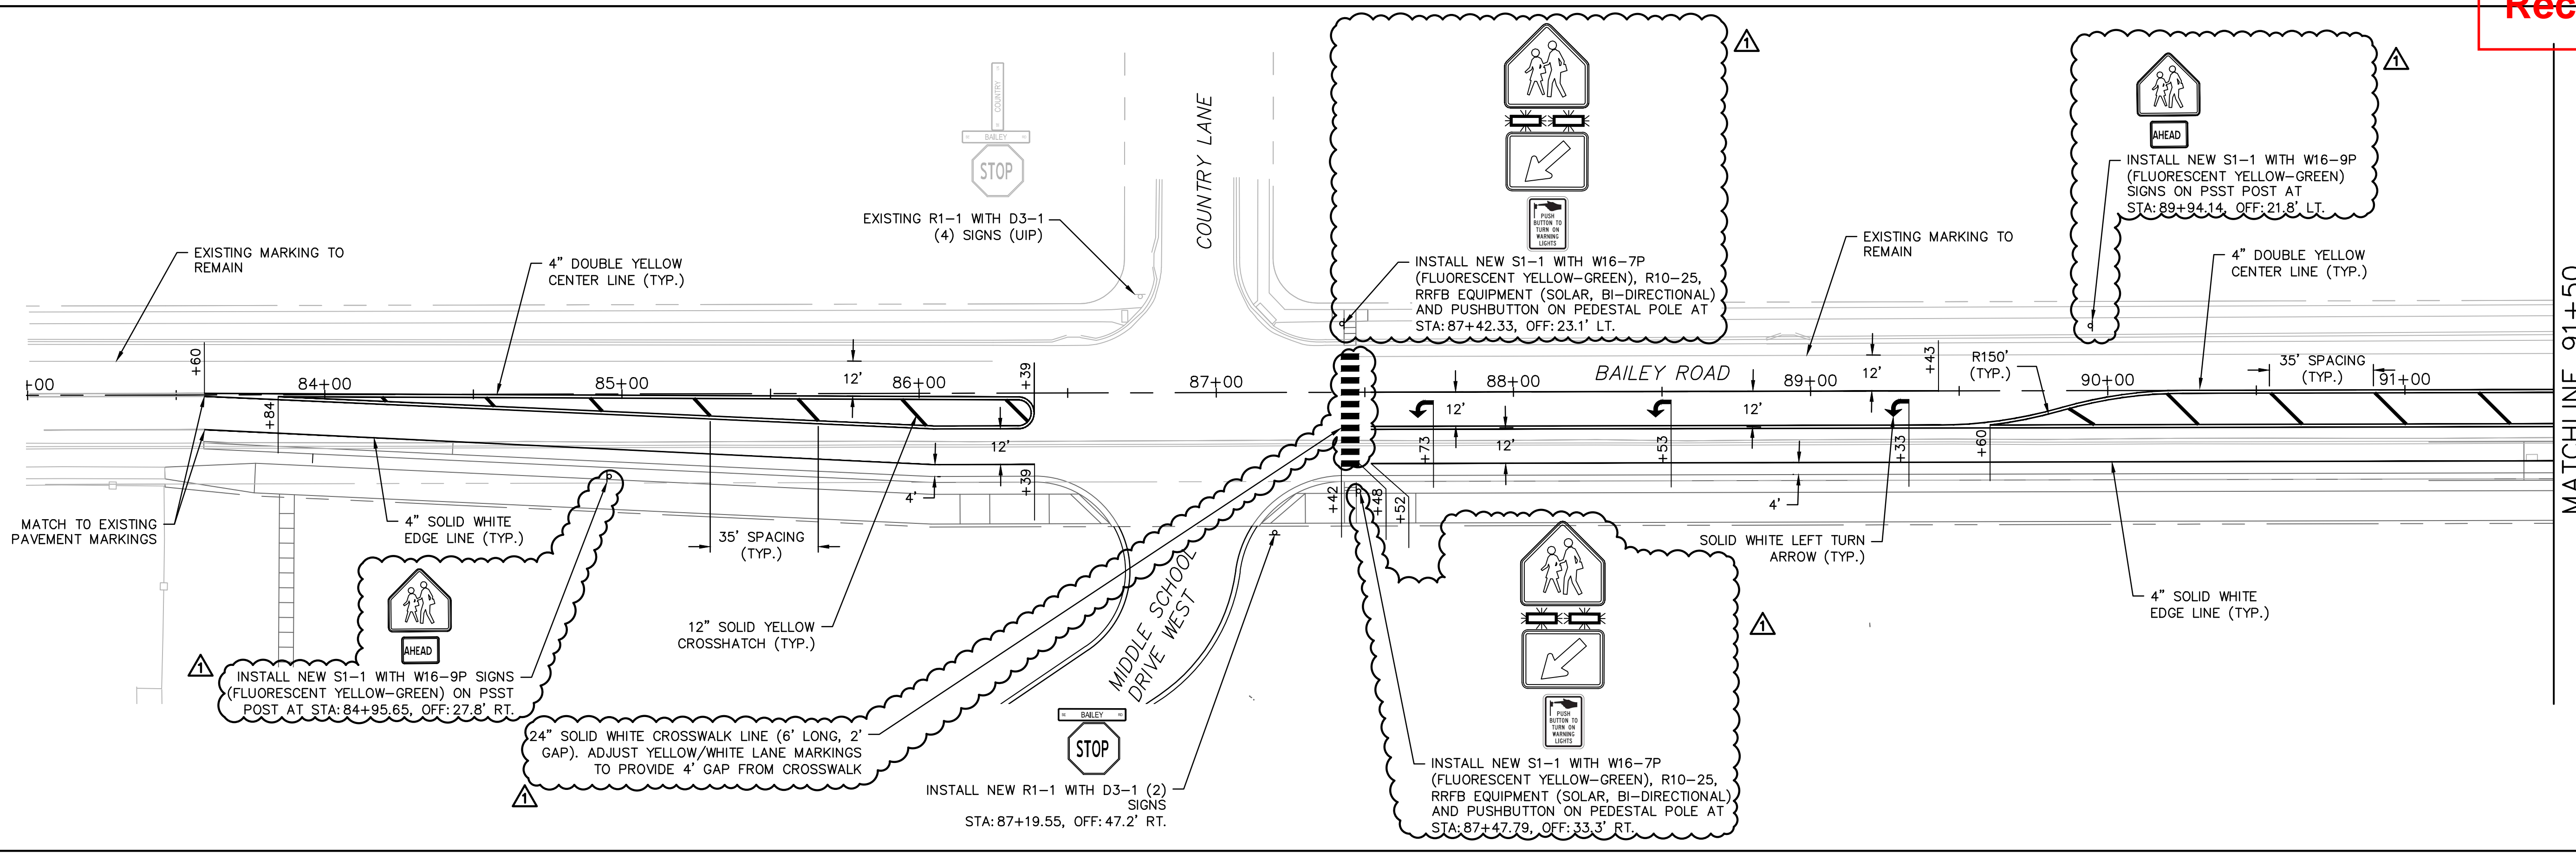 Rec
COUNTRY
BAILEY RD
STOP
EXISTING R1-1 WITH D3-1
(4) SIGNS (UIP)
COUNTRY LANE
PUSH
BUTTON TO
TURN ON
WARNING
LIGHTS
INSTALL NEW S1-1 WITH W16-7P
(FLUORESCENT YELLOW-GREEN), R10-25,
RRFB EQUIPMENT (SOLAR, BI-DIRECTIONAL)
AND PUSHBUTTON ON PEDESTAL POLE AT
STA: 87+42.33, OFF: 23.1' LT.
1
AHEAD
INSTALL NEW S1-1 WITH W16-9P
(FLUORESCENT YELLOW-GREEN)
SIGNS ON PSST POST AT
STA: 89+94.14, OFF: 21.8' LT.
1
EXISTING MARKING TO
REMAIN
4" DOUBLE YELLOW
CENTER LINE (TYP.)
EXISTING MARKING TO
REMAIN
4" DOUBLE YELLOW
CENTER LINE (TYP.)
MATCHLINE 91+50
+00
+60
84+00
+84
85+00
12'
86+00
+39
87+00
88+00
BAILEY ROAD
89+00
12'
+43
R150'
(TYP.)
90+00
35' SPACING
(TYP.)
91+00
12'
+39
4'
12'
+73
12'
+53
12'
+33
+60
4'
+42
+48
+52
MATCH TO EXISTING
PAVEMENT MARKINGS
4" SOLID WHITE
EDGE LINE (TYP.)
35' SPACING
(TYP.)
12" SOLID YELLOW
CROSSHATCH (TYP.)
MIDDLE SCHOOL
DRIVE WEST
SOLID WHITE LEFT TURN
ARROW (TYP.)
4" SOLID WHITE
EDGE LINE (TYP.)
AHEAD
1
INSTALL NEW S1-1 WITH W16-9P SIGNS
(FLUORESCENT YELLOW-GREEN) ON PSST
POST AT STA: 84+95.65, OFF: 27.8' RT.
24" SOLID WHITE CROSSWALK LINE (6' LONG, 2'
GAP). ADJUST YELLOW/WHITE LANE MARKINGS
TO PROVIDE 4' GAP FROM CROSSWALK
1
BAILEY RD
STOP
INSTALL NEW R1-1 WITH D3-1 (2)
SIGNS
STA: 87+19.55, OFF: 47.2' RT.
1
PUSH
BUTTON TO
TURN ON
WARNING
LIGHTS
INSTALL NEW S1-1 WITH W16-7P
(FLUORESCENT YELLOW-GREEN), R10-25,
RRFB EQUIPMENT (SOLAR, BI-DIRECTIONAL)
AND PUSHBUTTON ON PEDESTAL POLE AT
STA: 87+47.79, OFF: 33.3' RT.